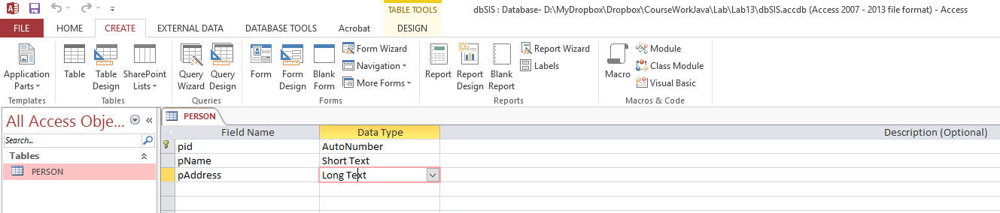 TABLE TOOLS
dbSIS : Database- D:\MyDropbox\Dropbox\CourseWorkJava\Lab\Lab13\dbSIS.accdb (Access 2007 - 2013 file format) - Access
FILE HOME CREATE EXTERNAL DATA DATABASE TOOLS Acrobat DESIGN
Application Parts
Templates
Table
Table Design
SharePoint Lists
Tables
Query Wizard
Query Design
Queries
Form
Form Design
Blank Form
Form Wizard
Navigation
More Forms
Forms
Report
Report Design
Blank Report
Report Wizard
Labels
Reports
Macro
Module
Class Module
Visual Basic
Macros & Code
All Access Obje...
Search...
Tables
PERSON
PERSON
Field Name Data Type Description (Optional)
pid AutoNumber
pName Short Text
pAddress Long Text